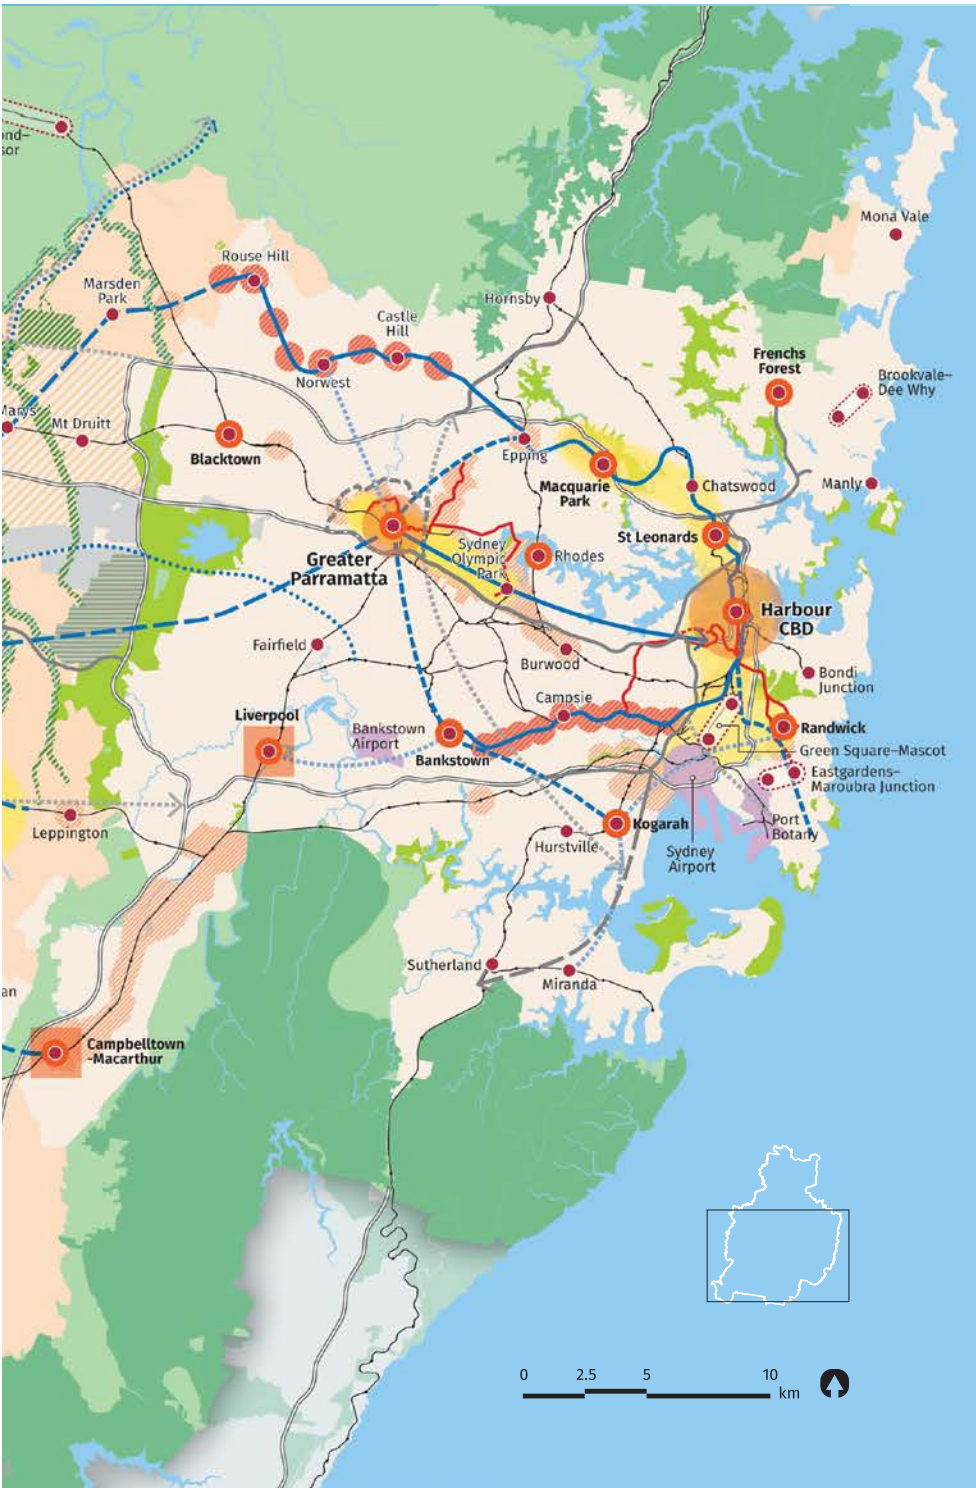 ond–
sor
Mona Vale
Rouse Hill
Marsden
Park
Hornsby
Castle
Hill
Frenchs
Forest
Norwest
Brookvale–
Dee Why
Marys
Mt Druitt
Blacktown
Epping
Macquarie
Park
Chatswood
Manly
St Leonards
Sydney
Olympic
Park
Rhodes
Greater
Parramatta
Harbour
CBD
Fairfield
Burwood
Bondi
Junction
Campsie
Liverpool
Bankstown
Airport
Randwick
Bankstown
Green Square–Mascot
Eastgardens–
Maroubra Junction
Leppington
Kogarah
Port
Botany
Hurstville
Sydney
Airport
Sutherland
Miranda
an
Campbelltown
-Macarthur
0 2.5 5 10
km